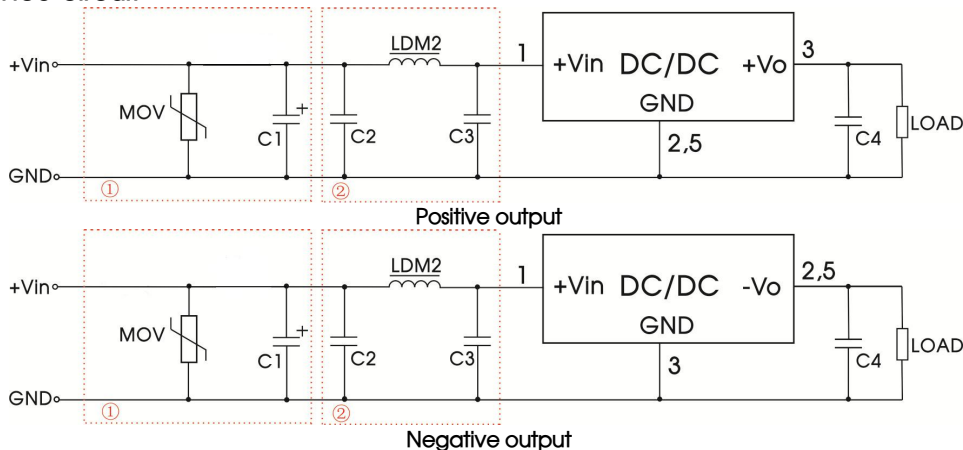 LDM2
1
3
+Vin
+Vin DC/DC +Vo
MOV
C1
+
C2
C3
GND
2,5
C4
LOAD
GND
①
②
Positive output
LDM2
1
2,5
+Vin
+Vin DC/DC -Vo
MOV
C1
+
C2
C3
GND
3
C4
LOAD
GND
①
②
Negative output